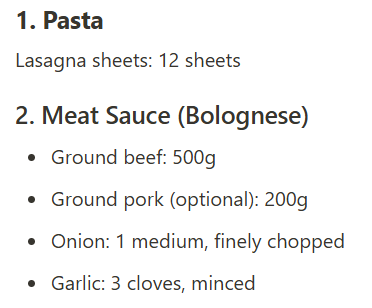 1. Pasta
Lasagna sheets: 12 sheets
2. Meat Sauce (Bolognese)
• Ground beef: 500g
• Ground pork (optional): 200g
• Onion: 1 medium, finely chopped
• Garlic: 3 cloves, minced